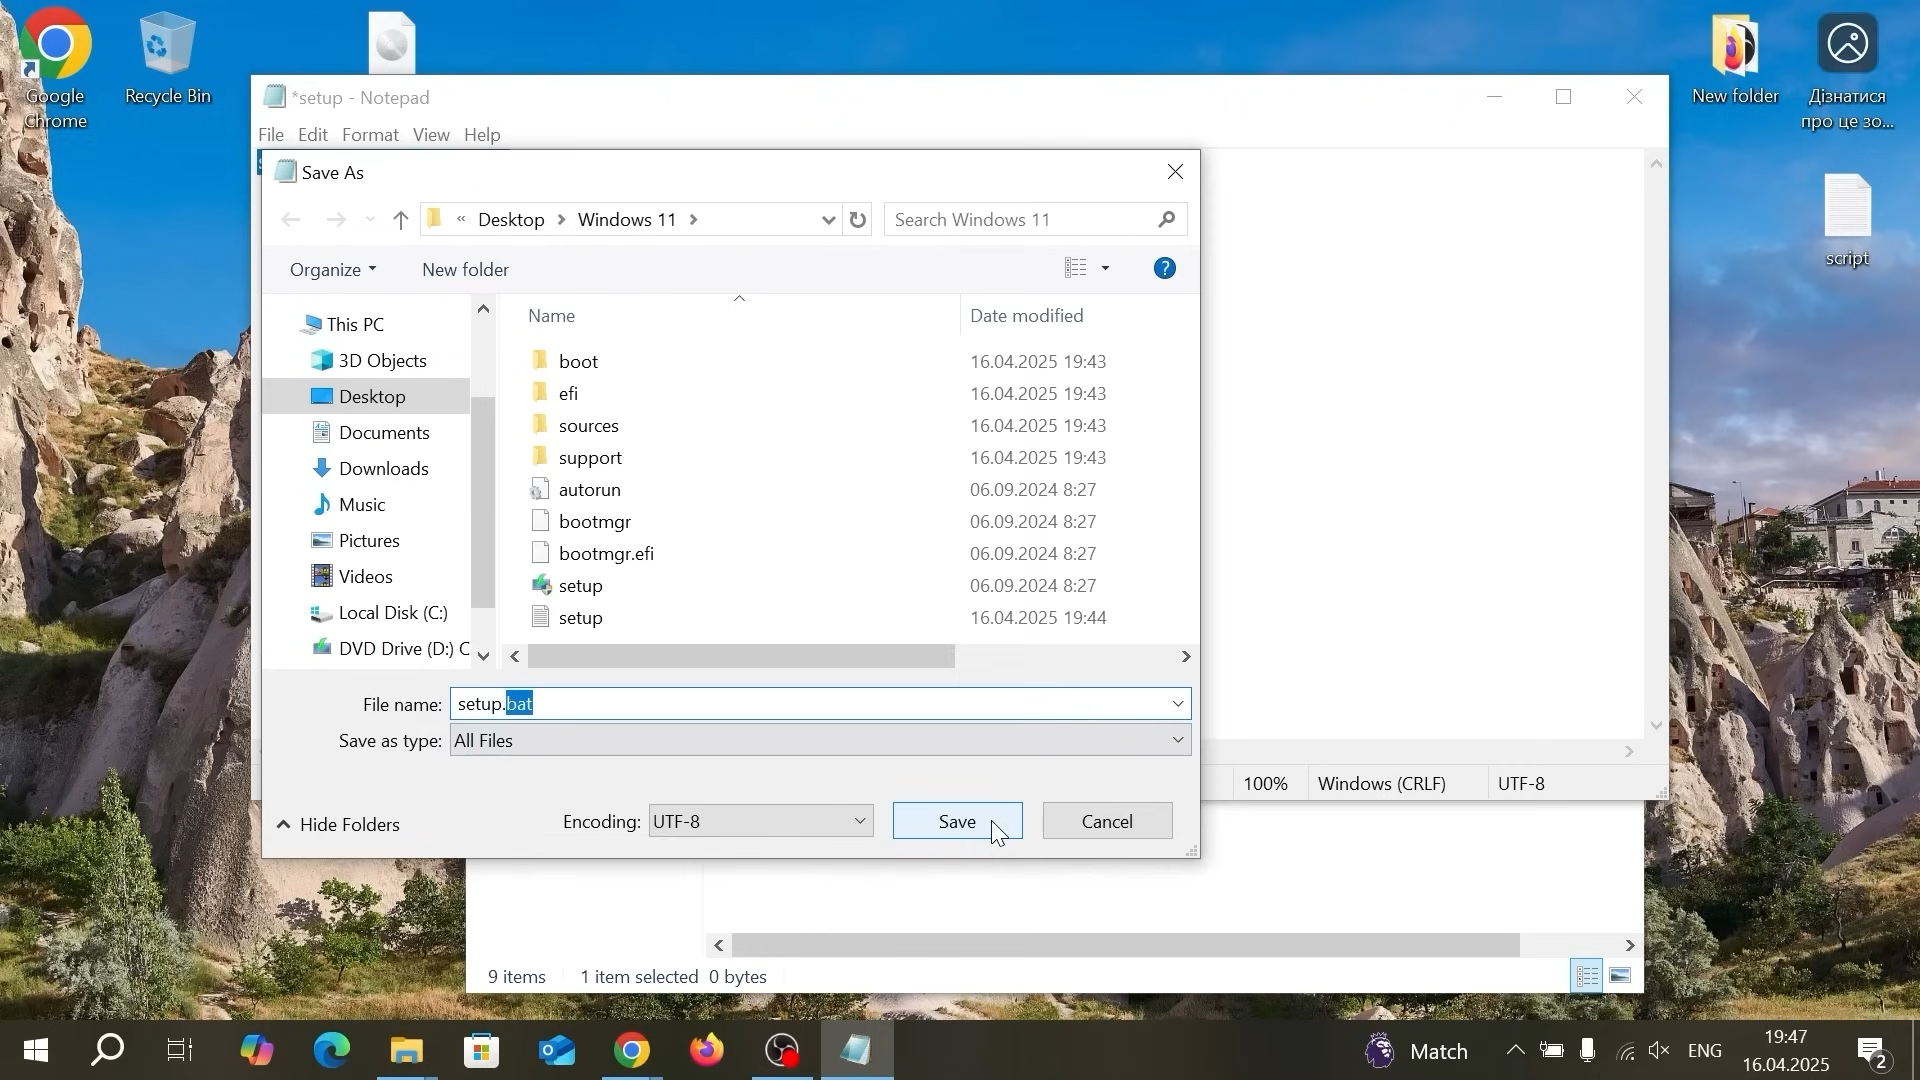 Google
Chrome
Recycle Bin
New folder
Дізнатися
про це зо...
script
*setup - Notepad
File Edit Format View Help
Save As
« Desktop > Windows 11 >
Search Windows 11
Organize
New folder
?
This PC
3D Objects
Desktop
Documents
Downloads
Music
Pictures
Videos
Local Disk (C:)
DVD Drive (D:) C
Name Date modified
boot 16.04.2025 19:43
efi 16.04.2025 19:43
sources 16.04.2025 19:43
support 16.04.2025 19:43
autorun 06.09.2024 8:27
bootmgr 06.09.2024 8:27
bootmgr.efi 06.09.2024 8:27
setup 06.09.2024 8:27
setup 16.04.2025 19:44
File name: setup.bat
Save as type: All Files
Hide Folders
Encoding: UTF-8
Save
Cancel
100% Windows (CRLF) UTF-8
9 items 1 item selected 0 bytes
Match
ENG
19:47
16.04.2025
2